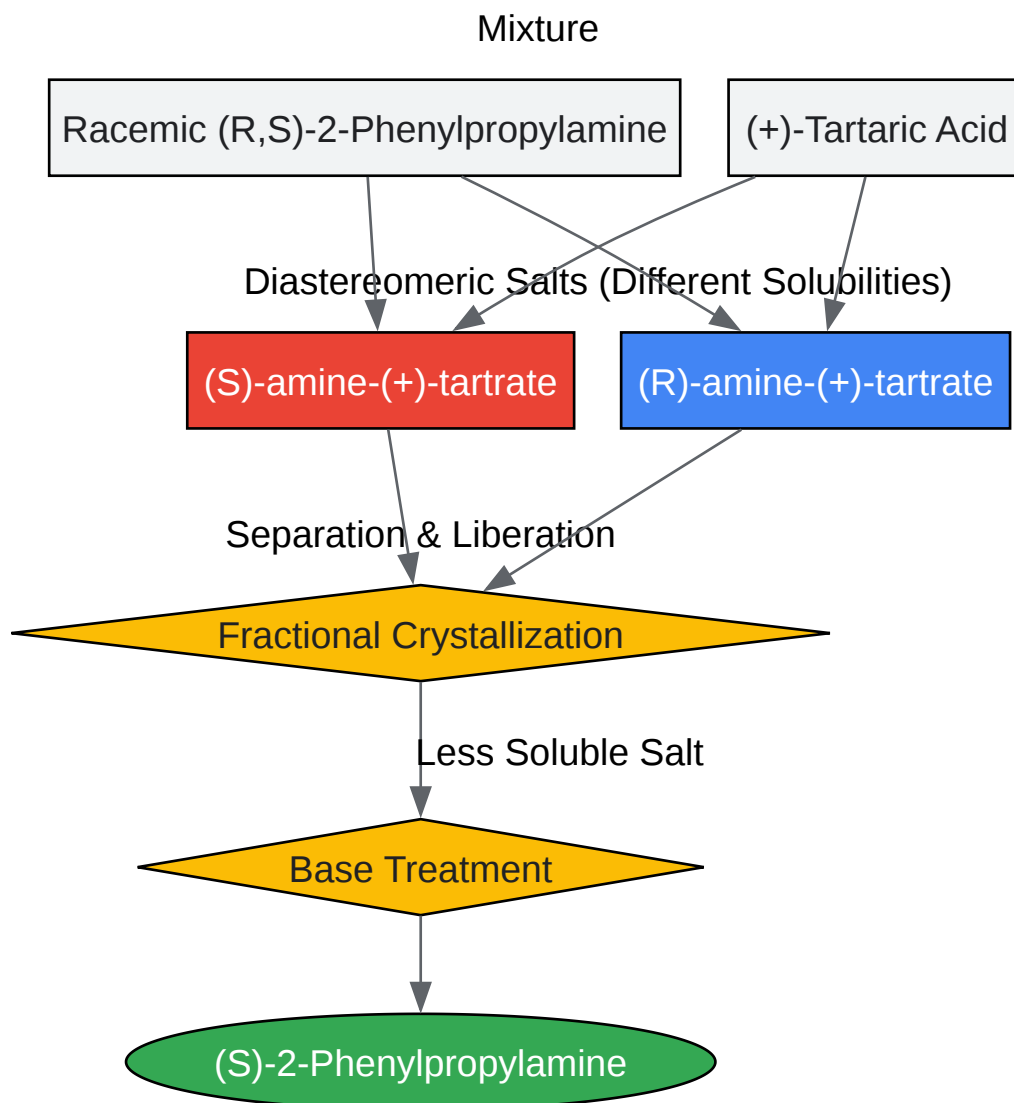 Mixture
Racemic (R,S)-2-Phenylpropylamine
(+)-Tartaric Acid
Diastereomeric Salts (Different Solubilities)
(S)-amine-(+)-tartrate
(R)-amine-(+)-tartrate
Separation & Liberation
Fractional Crystallization
Less Soluble Salt
Base Treatment
(S)-2-Phenylpropylamine